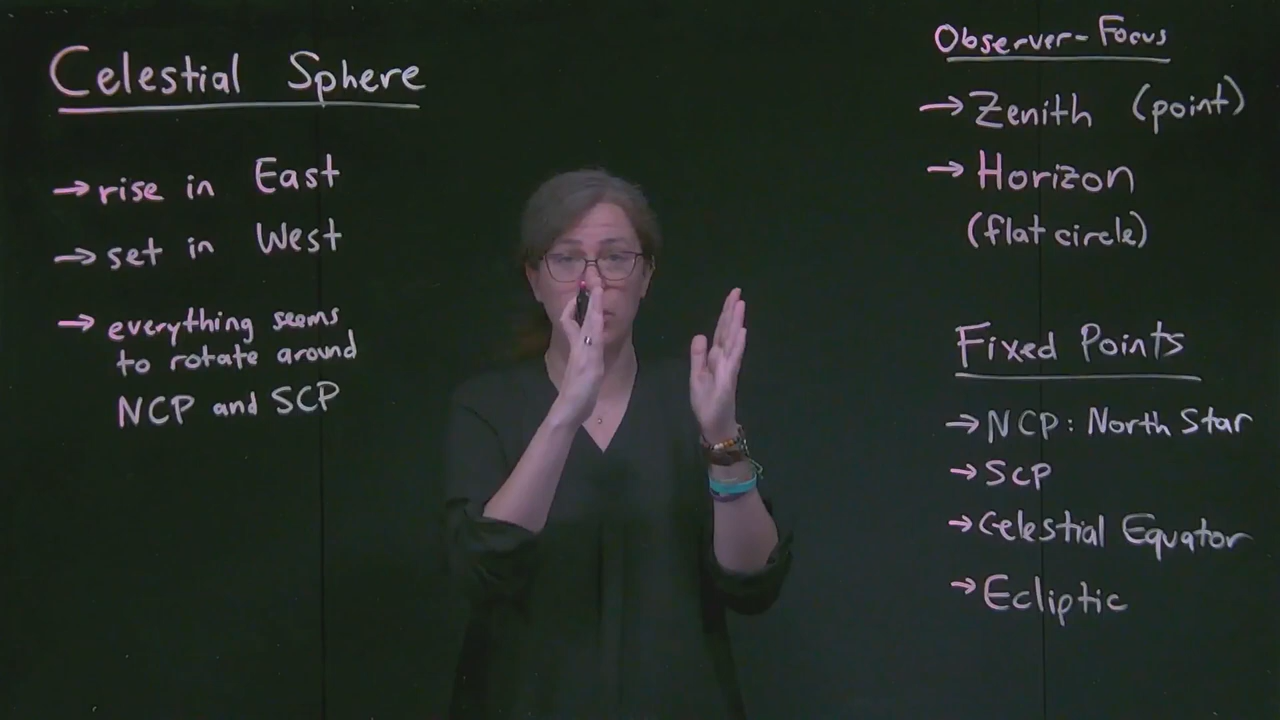 Celestial Sphere
→ rise in East
→ set in West
→ everything seems
to rotate around
NCP and SCP
Observer-Focus
→ Zenith (point)
→ Horizon
(flat circle)
Fixed Points
→ NCP: North Star
→ SCP
→ Celestial Equator
→ Ecliptic